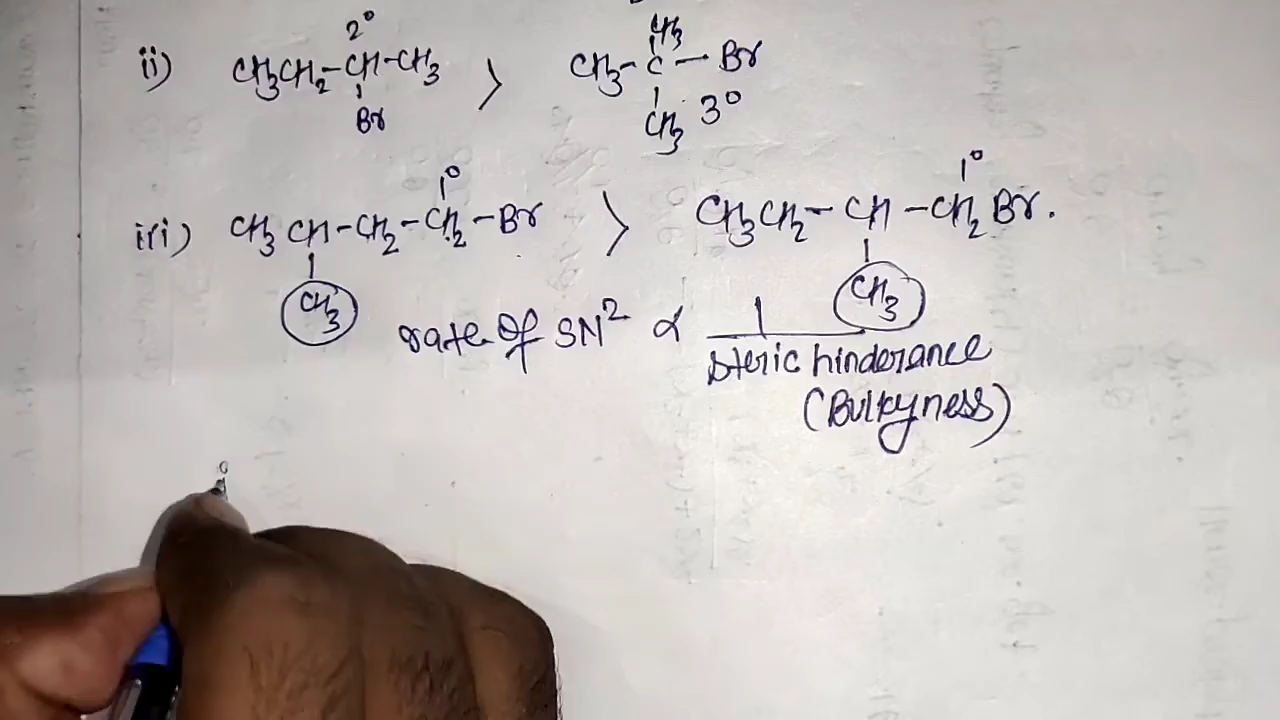 2° CH₃
ii) CH₃CH₂-CH-CH₃ > CH₃-C-Br
Br CH₃ 3°
1° 1°
iii) CH₃CH-CH₂-CH₂-Br > CH₃CH₂-CH-CH₂Br.
CH₃ CH₃
rate of SN² ∝ 1
steric hinderance
(Bulkyness)